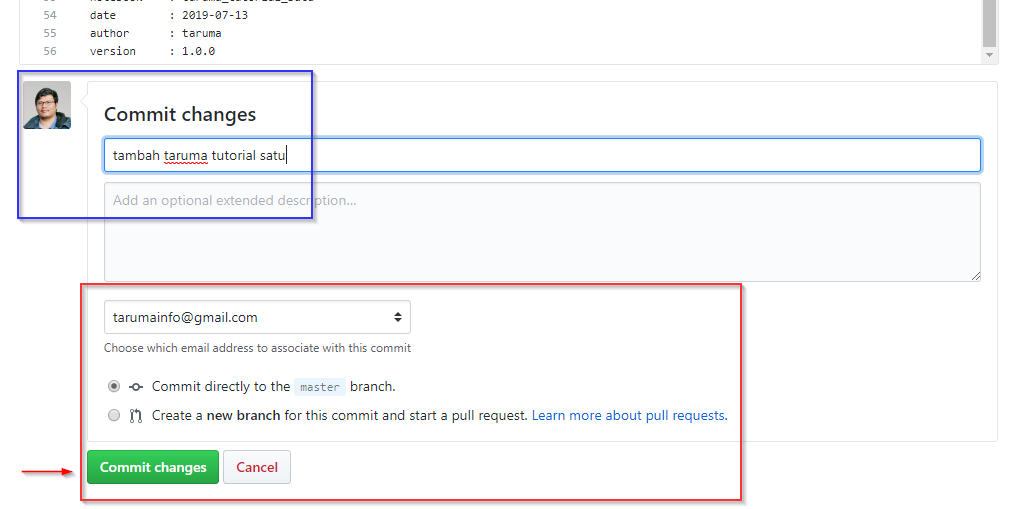 54 date : 2019-07-13
55 author : taruma
56 version : 1.0.0
Commit changes
tambah taruma tutorial satu
Add an optional extended description...
tarumainfo@gmail.com
Choose which email address to associate with this commit
Commit directly to the master branch.
Create a new branch for this commit and start a pull request. Learn more about pull requests.
Commit changes Cancel